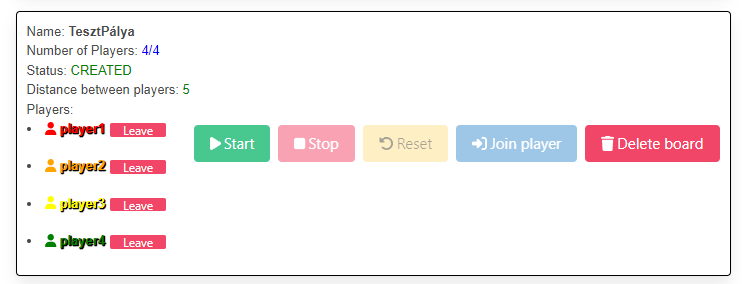 Name: TesztPálya
Number of Players: 4/4
Status: CREATED
Distance between players: 5
Players:
• player1 Leave
Start Stop Reset Join player Delete board
• player2 Leave
• player3 Leave
• player4 Leave